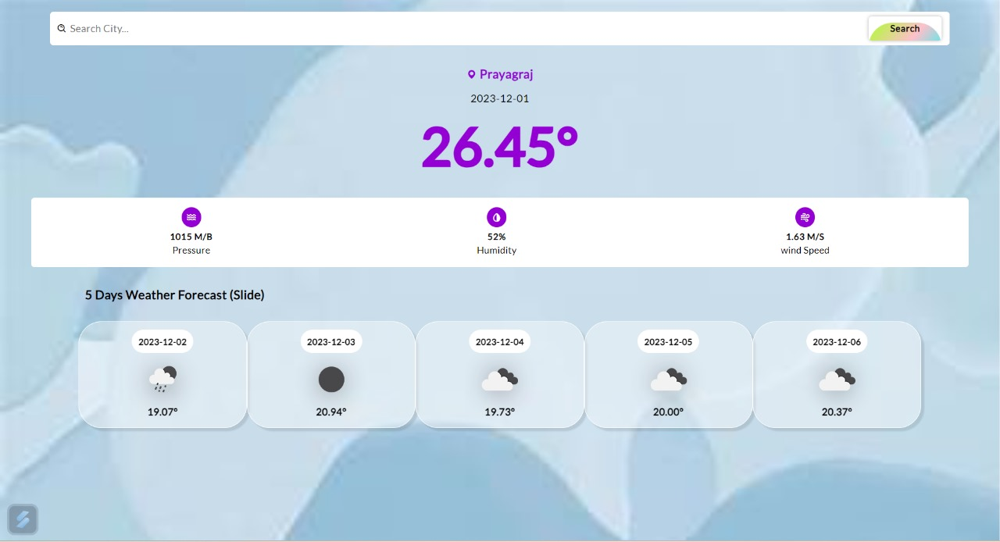 Search City...
Search
Prayagraj
2023-12-01
26.45°
1015 M/B
Pressure
52%
Humidity
1.63 M/S
wind Speed
5 Days Weather Forecast (Slide)
2023-12-02
19.07°
2023-12-03
20.94°
2023-12-04
19.73°
2023-12-05
20.00°
2023-12-06
20.37°